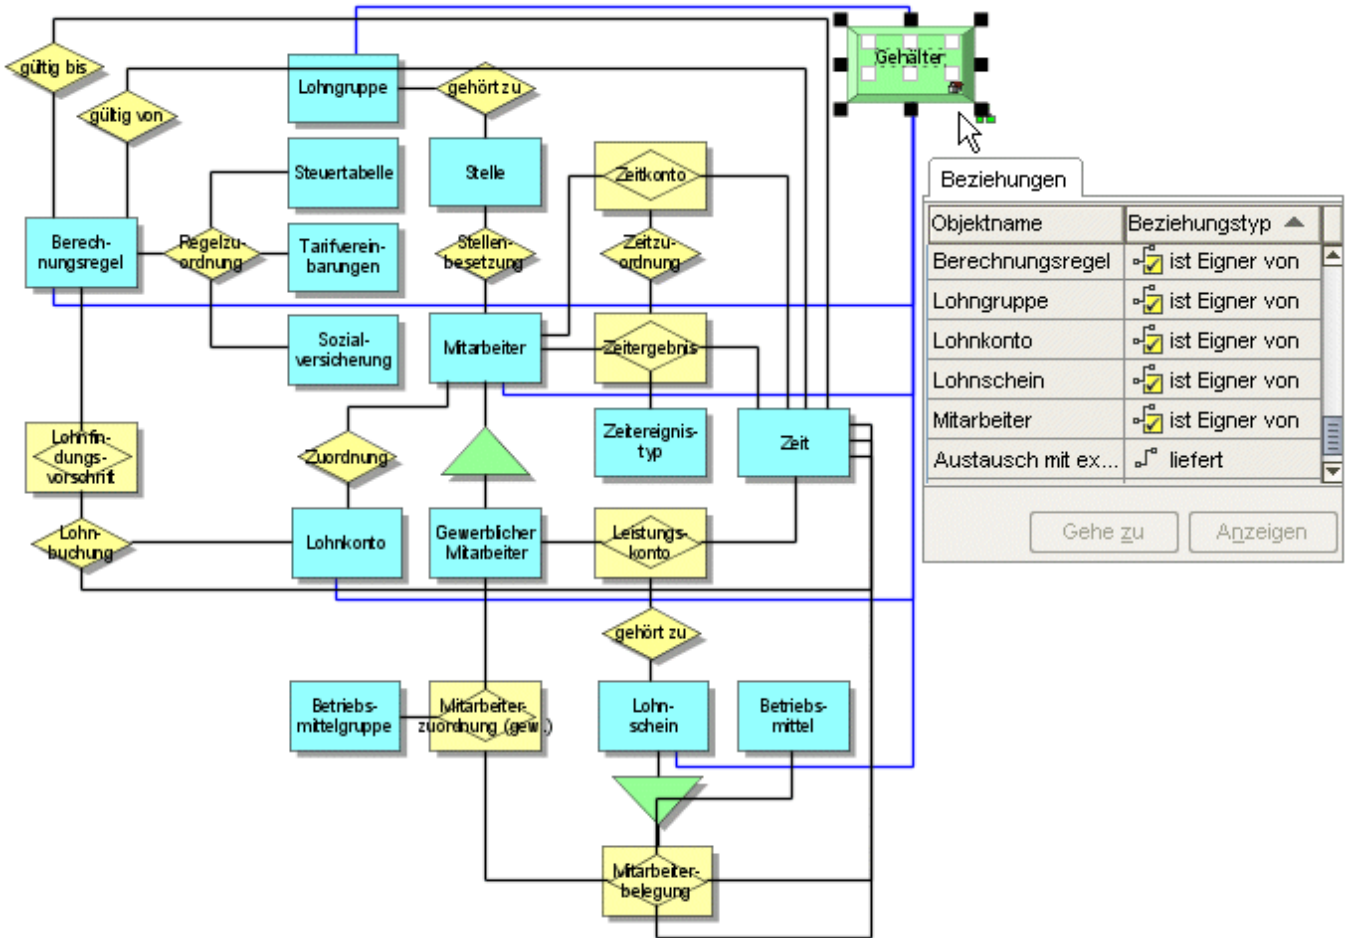 gültig bis
Lohngruppe
gehört zu
Gehälter
gültig von
Steuertabelle
Stelle
Zeitkonto
Beziehungen
Objektname
Beziehungstyp
Berechnungsregel
ist Eigner von
Lohngruppe
ist Eigner von
Lohnkonto
ist Eigner von
Lohnschein
ist Eigner von
Mitarbeiter
ist Eigner von
Austausch mit ex...
liefert
Gehe zu
Anzeigen
Berech-
nungsregel
Regelzu-
ordnung
Tarifverein-
barungen
Stellen-
besetzung
Zeitzu-
ordnung
Sozial-
versicherung
Mitarbeiter
Zeitergebnis
Lohnfin-
dungs-
vorschrift
Zuordnung
Zeitereignis-
typ
Zeit
Lohn-
buchung
Lohnkonto
Gewerblicher
Mitarbeiter
Leistungs-
konto
gehört zu
Betriebs-
mittelgruppe
Mitarbeiter-
zuordnung (gew.)
Lohn-
schein
Betriebs-
mittel
Mitarbeiter-
belegung